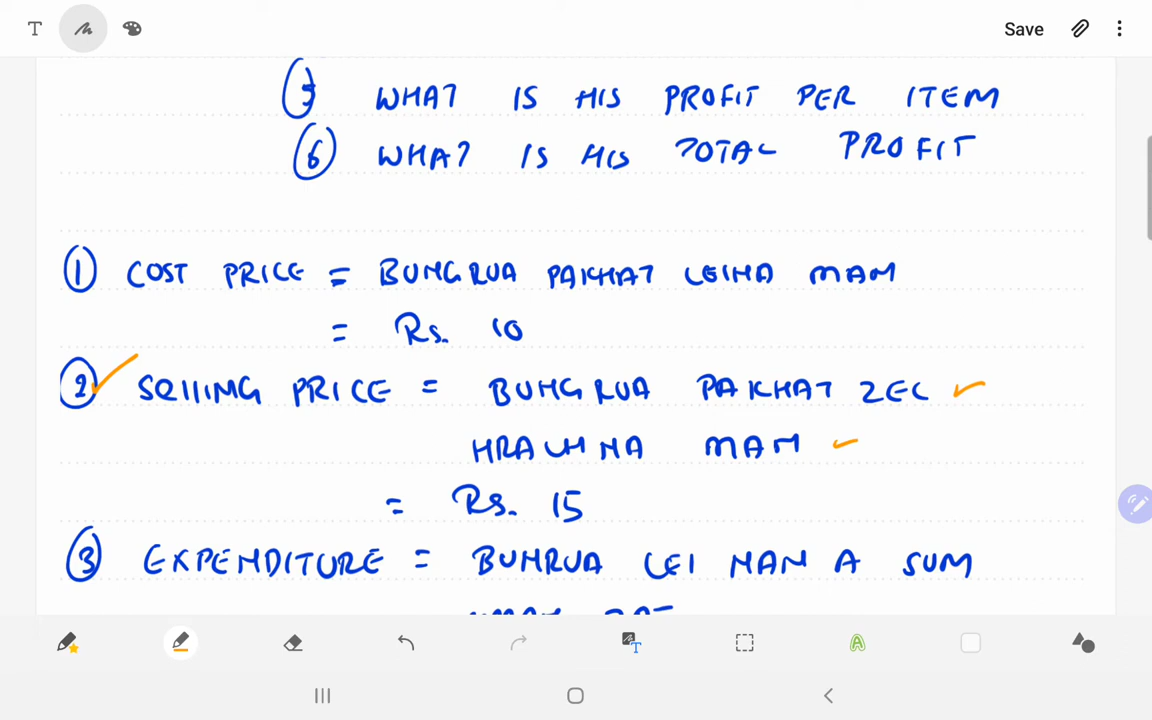 T Save
5 WHAT IS HIS PROFIT PER ITEM
6 WHAT IS HIS TOTAL PROFIT
1 COST PRICE = BUNGRUA PAKHAT LEINA MAN
= Rs. 10
2 SELLING PRICE = BUNGRUA PAKHAT ZEL
HRALHNA MAN
= Rs. 15
3 EXPENDITURE = BUNRUA LEI NAN A SUM